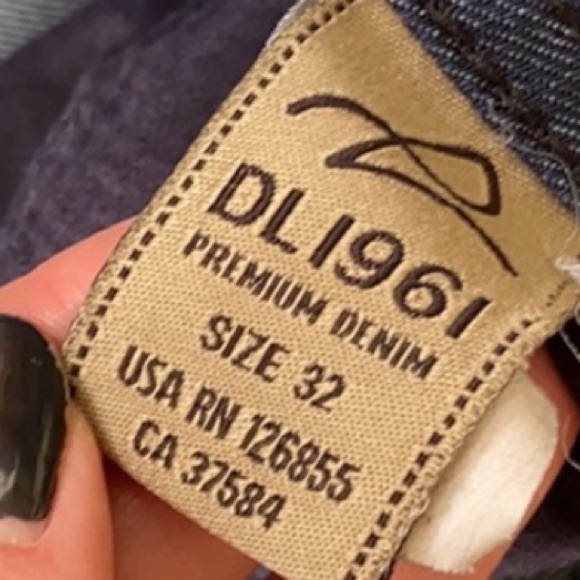 DL1961
PREMIUM DENIM
SIZE 32
USA RN 126855
CA 37584